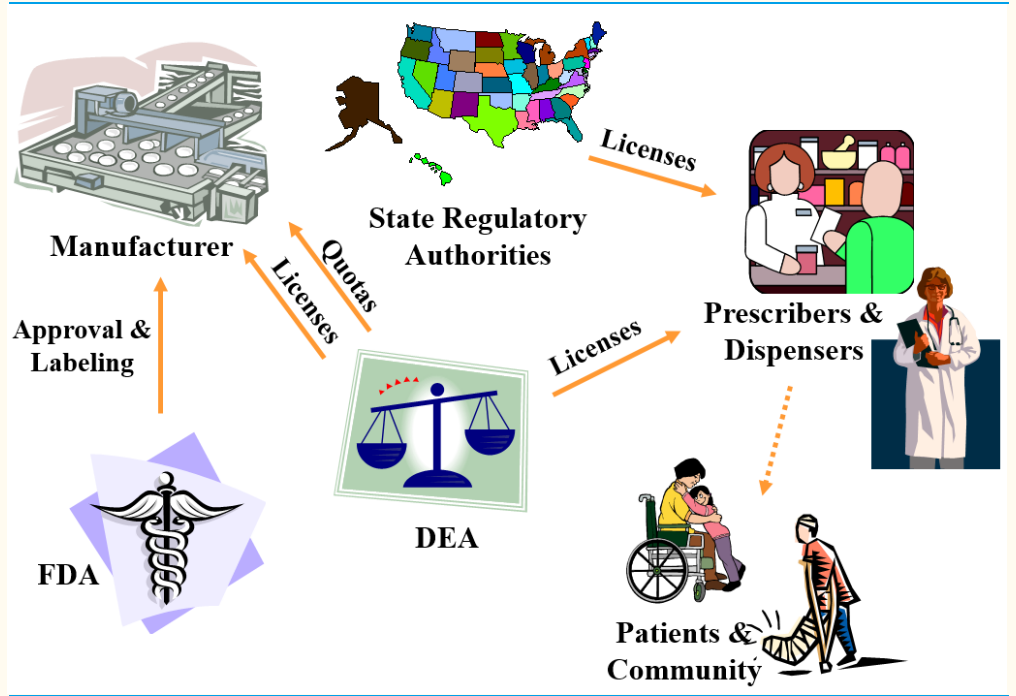 Licenses
State Regulatory
Authorities
Manufacturer
Quotas
Licenses
Approval &
Labeling
Licenses
Prescribers &
Dispensers
DEA
FDA
Patients &
Community